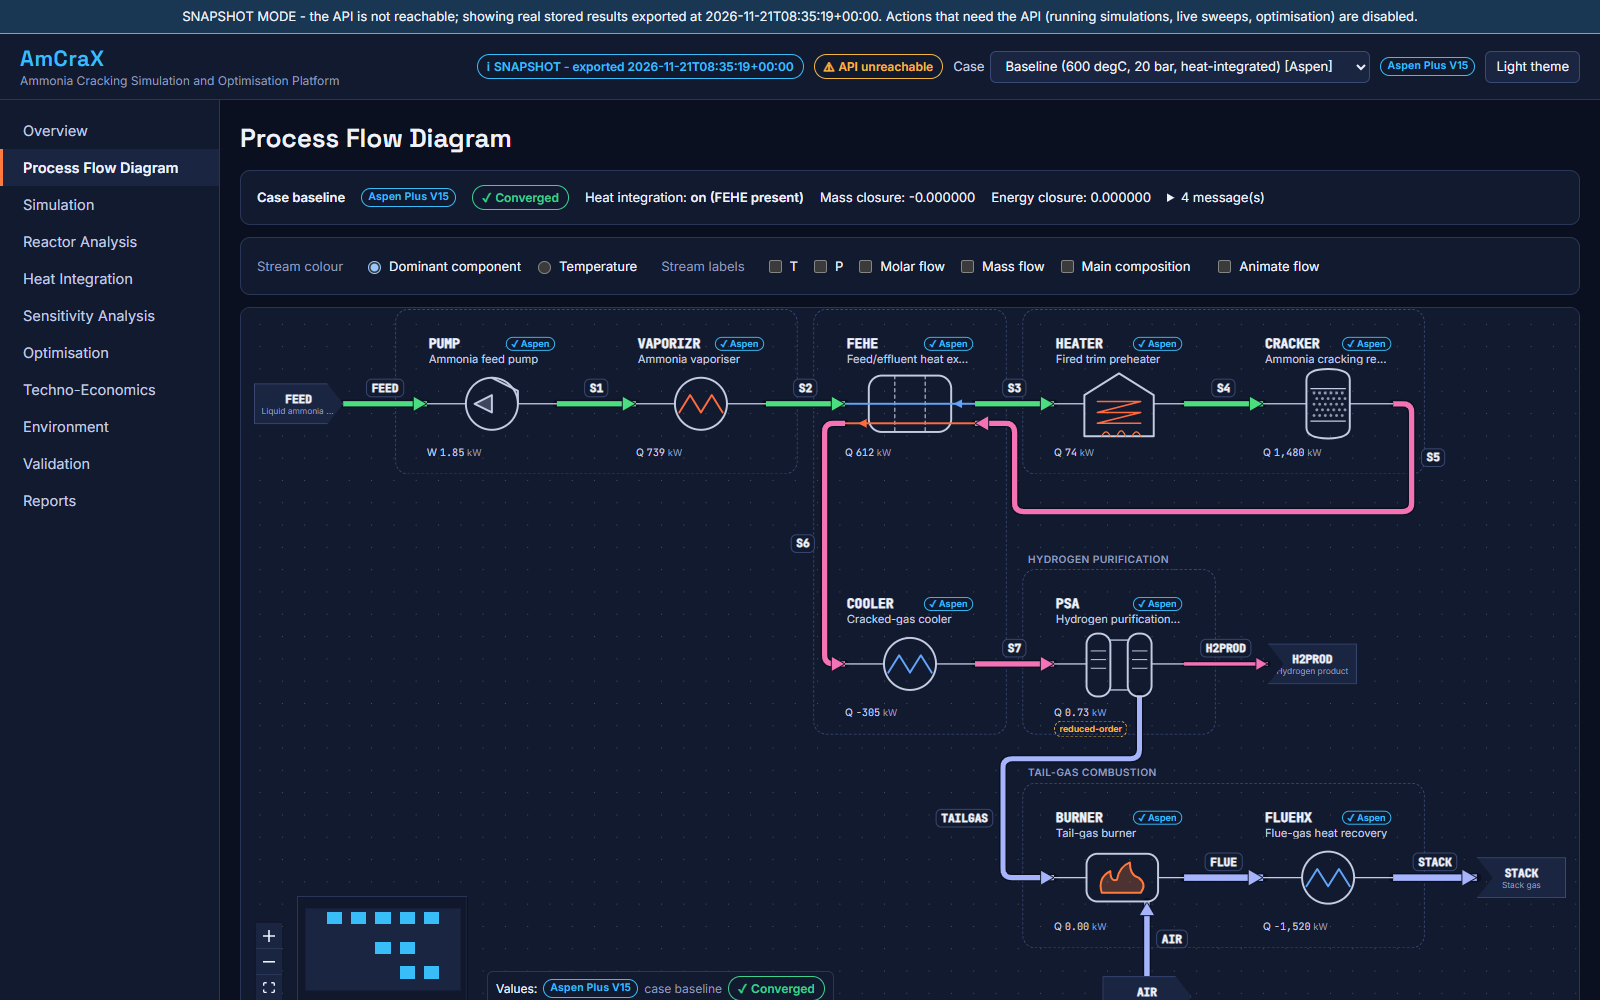 SNAPSHOT MODE - the API is not reachable; showing real stored results exported at 2026-11-21T08:35:19+00:00. Actions that need the API (running simulations, live sweeps, optimisation) are disabled.
AmCraX
Ammonia Cracking Simulation and Optimisation Platform
i SNAPSHOT - exported 2026-11-21T08:35:19+00:00
⚠ API unreachable
Case
Baseline (600 degC, 20 bar, heat-integrated) [Aspen]
Aspen Plus V15
Light theme
Overview
Process Flow Diagram
Simulation
Reactor Analysis
Heat Integration
Sensitivity Analysis
Optimisation
Techno-Economics
Environment
Validation
Reports
Process Flow Diagram
Case baseline
Aspen Plus V15
✓ Converged
Heat integration: on (FEHE present)
Mass closure: -0.000000
Energy closure: 0.000000
▶ 4 message(s)
Stream colour
Dominant component
Temperature
Stream labels
T
P
Molar flow
Mass flow
Main composition
Animate flow
PUMP
✓ Aspen
Ammonia feed pump
VAPORIZR
✓ Aspen
Ammonia vaporiser
FEHE
✓ Aspen
Feed/effluent heat ex...
HEATER
✓ Aspen
Fired trim preheater
CRACKER
✓ Aspen
Ammonia cracking re...
FEED
Liquid ammonia ...
FEED
S1
S2
S3
S4
W 1.85 kW
Q 739 kW
Q 612 kW
Q 74 kW
Q 1,480 kW
S5
S6
HYDROGEN PURIFICATION
COOLER
✓ Aspen
Cracked-gas cooler
PSA
✓ Aspen
Hydrogen purification...
S7
H2PROD
H2PROD
Hydrogen product
Q -305 kW
Q 0.73 kW
reduced-order
TAIL-GAS COMBUSTION
TAILGAS
BURNER
✓ Aspen
Tail-gas burner
FLUEHX
✓ Aspen
Flue-gas heat recovery
FLUE
STACK
STACK
Stack gas
Q 0.00 kW
Q -1,520 kW
AIR
AIR
Values:
Aspen Plus V15
case baseline
✓ Converged